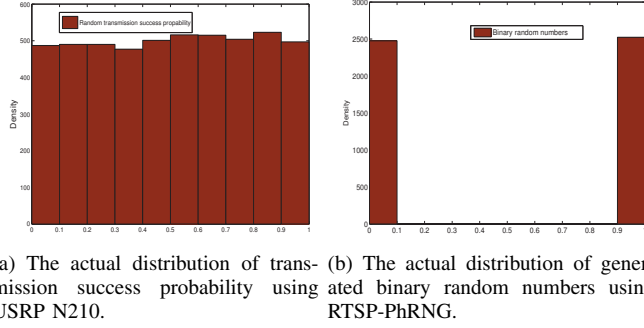 600
500
400
300
200
100
0
Density
Random transmission success propability
0 0.1 0.2 0.3 0.4 0.5 0.6 0.7 0.8 0.9 1
3000
2500
2000
1500
1000
500
0
Density
Binary random numbers
0 0.1 0.2 0.3 0.4 0.5 0.6 0.7 0.8 0.9
a) The actual distribution of trans-
mission success probability using
USRP N210.
(b) The actual distribution of gener-
ated binary random numbers usin
RTSP-PhRNG.